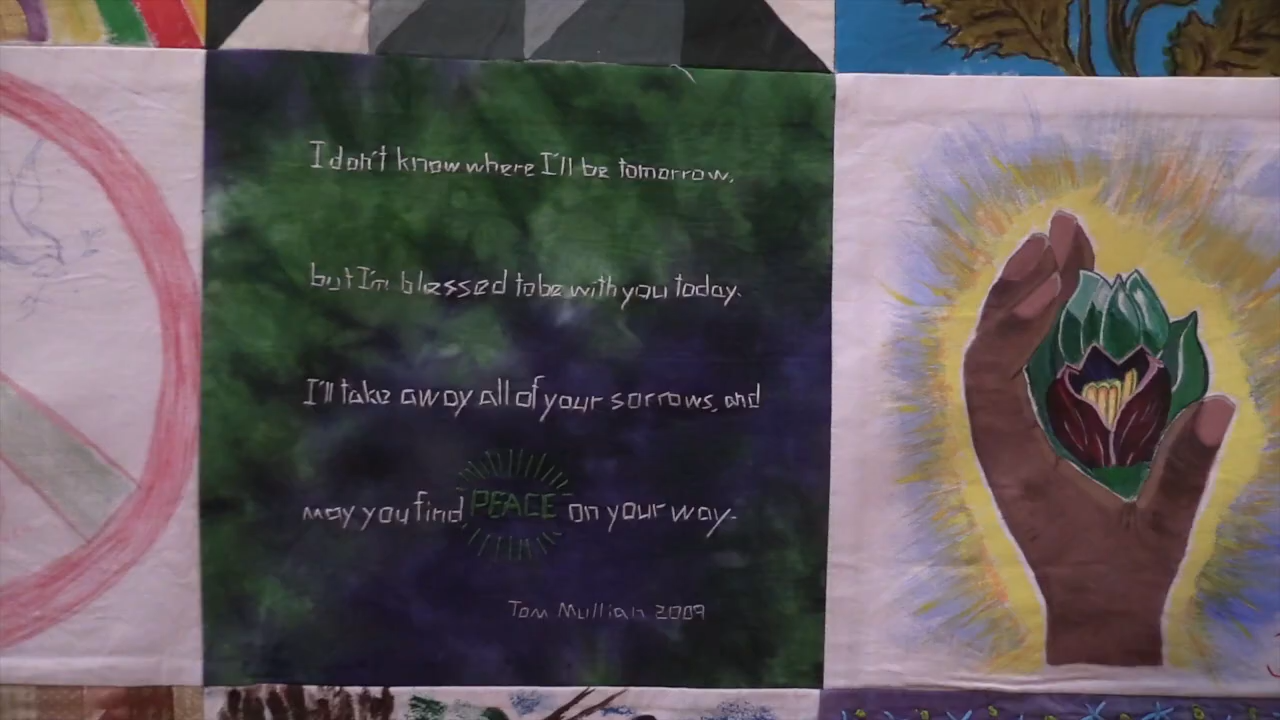 I don't know where I'll be tomorrow,
but I'm blessed to be with you today.
I'll take away all of your sorrows, and
may you find PEACE on your way.
Tom Mullian 2009